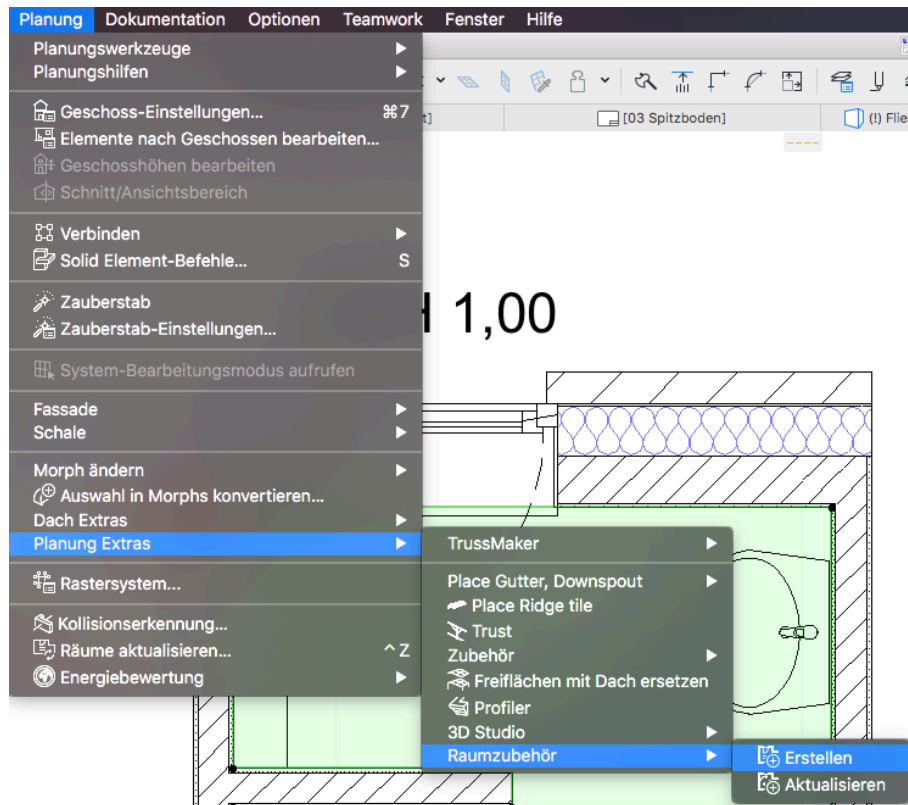 Planung Dokumentation Optionen Teamwork Fenster Hilfe
Planungswerkzeuge
Planungshilfen
Geschoss-Einstellungen... ⌘7
Elemente nach Geschossen bearbeiten...
Geschosshöhen bearbeiten
Schnitt/Ansichtsbereich
Verbinden
Solid Element-Befehle... S
Zauberstab
Zauberstab-Einstellungen...
System-Bearbeitungsmodus aufrufen
Fassade
Schale
Morph ändern
Auswahl in Morphs konvertieren...
Dach Extras
Planung Extras
Rastersystem...
Kollisionserkennung...
Räume aktualisieren... ^Z
Energiebewertung
[03 Spitzboden]
(!) Flie
1,00
TrussMaker
Place Gutter, Downspout
Place Ridge tile
Trust
Zubehör
Freiflächen mit Dach ersetzen
Profiler
3D Studio
Raumzubehör
Erstellen
Aktualisieren